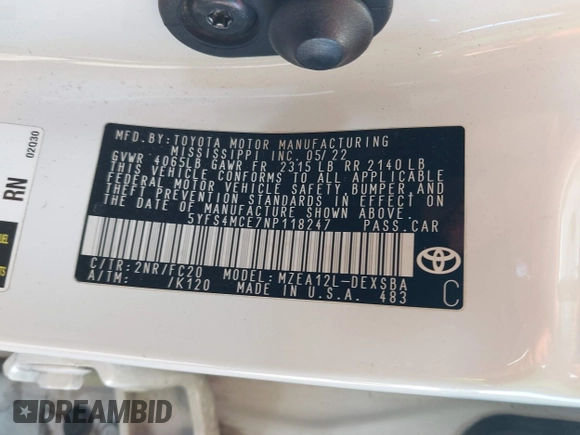 02030
RN
MFD.BY:TOYOTA MOTOR MANUFACTURING
MISSISSIPPI, INC. 05/22
GVWR 4065LB GAWR FR 2315 LB RR 2140 LB
THIS VEHICLE CONFORMS TO ALL APPLICABLE
FEDERAL MOTOR VEHICLE SAFETY, BUMPER,AND
THEFT PREVENTION STANDARDS IN EFFECT ON
THE DATE OF MANUFACTURE SHOWN ABOVE.
5YFS4MCE7NP118247 PASS.CAR
C/TR:2NR/FC20 MODEL:MZEA12L-DEXSBA
A/TM: /K120 MADE IN U.S.A. 483
C
DREAMBID